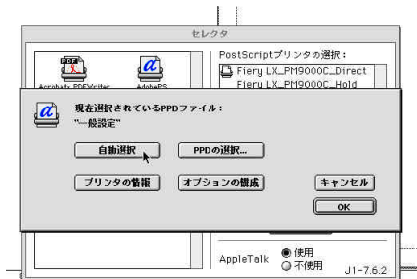 セレクタ
PostScriptプリンタの選択：
Fiery LX_PM9000C_Direct
Fiery LX_PM9000C_Hold
Acrobat™ PDFWriter
AdobePS
現在選択されているPPDファイル：
"一般設定"
自動選択
PPDの選択...
プリンタの情報
オプションの構成
キャンセル
OK
AppleTalk
使用
不使用
J1-7.6.2